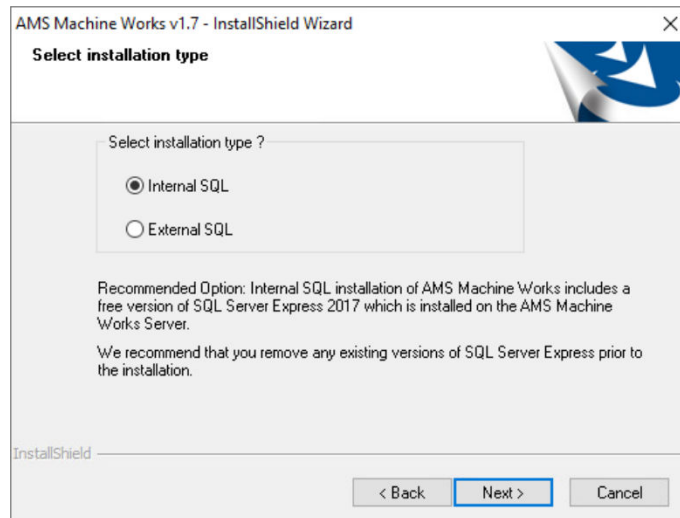 AMS Machine Works v1.7 - InstallShield Wizard
Select installation type
Select installation type ?
Internal SQL
External SQL
Recommended Option: Internal SQL installation of AMS Machine Works includes a
free version of SQL Server Express 2017 which is installed on the AMS Machine
Works Server.
We recommend that you remove any existing versions of SQL Server Express prior to
the installation.
InstallShield
< Back
Next >
Cancel